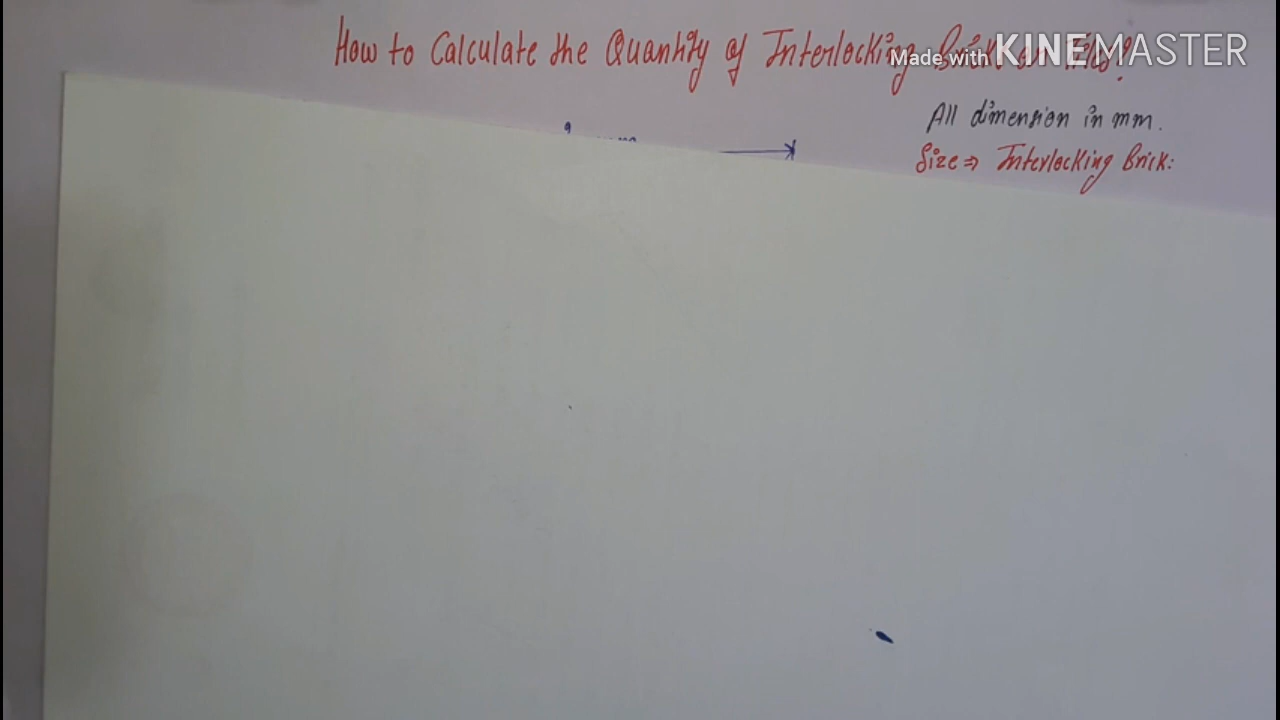 How to Calculate the Quantity of Interlocking
Made with KINEMASTER
All dimension in mm.
Size ⇒ Interlocking Brick: